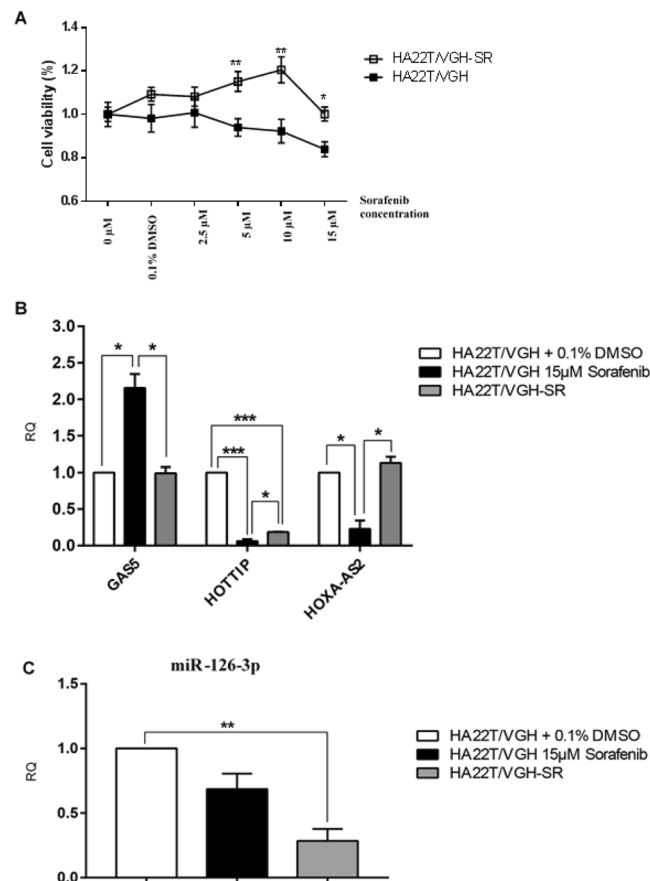 A
Cell viability (%)
1.4
1.2
1.0
0.8
0.6
**
**
*
HA22T/VGH-SR
HA22T/VGH
0 µM
0.1% DMSO
2.5 µM
5 µM
10 µM
15 µM
Sorafenib
concentration
B
RQ
3.0
2.5
2.0
1.5
1.0
0.5
0.0
* *
***
***
*
* *
GAS5
HOTTIP
HOXA-AS2
HA22T/VGH + 0.1% DMSO
HA22T/VGH 15µM Sorafenib
HA22T/VGH-SR
C
miR-126-3p
RQ
1.5
1.0
0.5
0.0
**
HA22T/VGH + 0.1% DMSO
HA22T/VGH 15µM Sorafenib
HA22T/VGH-SR